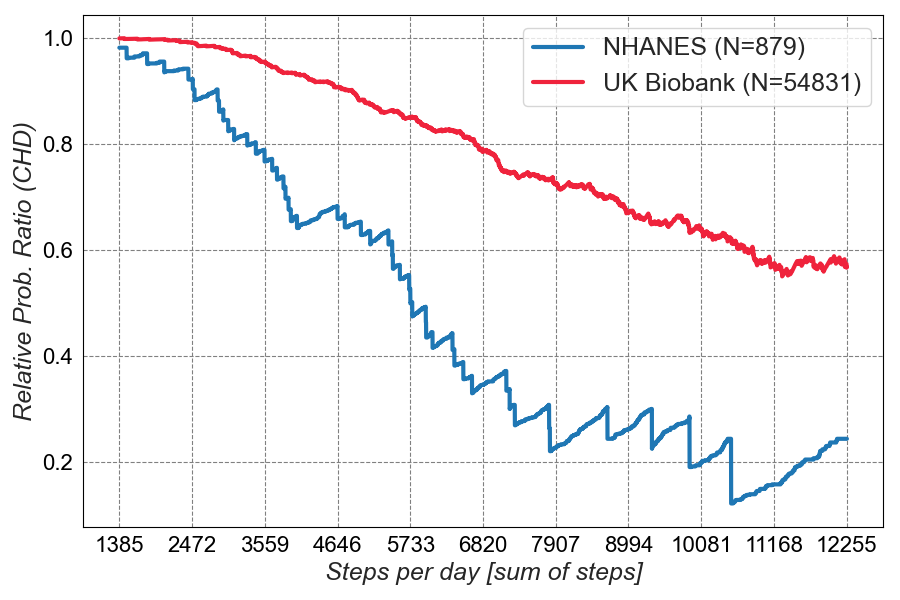 NHANES (N=879)
UK Biobank (N=54831)
Relative Prob. Ratio (CHD)
1.0
0.8
0.6
0.4
0.2
1385 2472 3559 4646 5733 6820 7907 8994 10081 11168 12255
Steps per day [sum of steps]